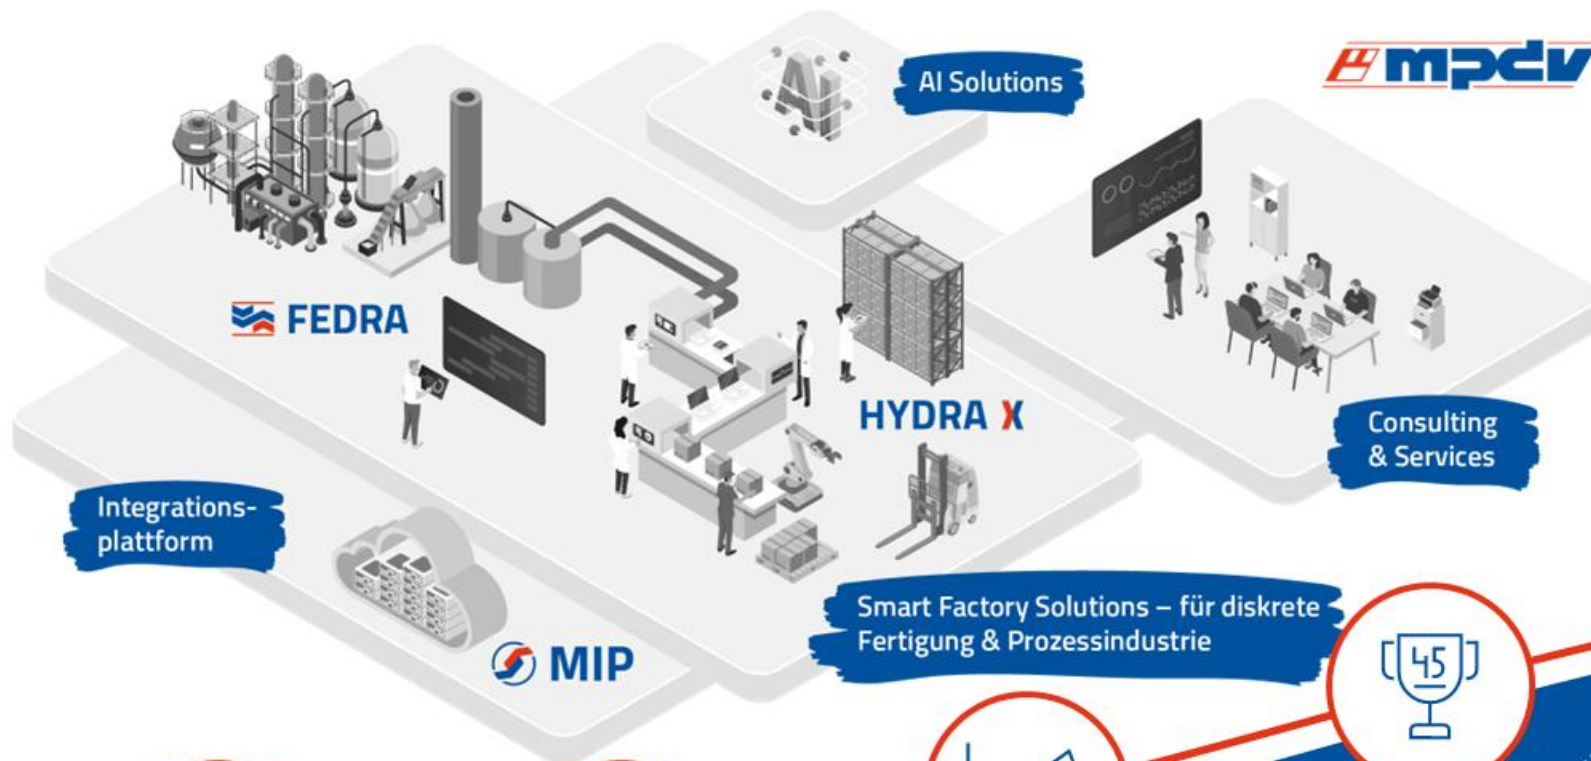 AI Solutions
mpdv
FEDRA
HYDRA X
Consulting
& Services
Integrations-
plattform
MIP
Smart Factory Solutions – für diskrete
Fertigung & Prozessindustrie
45